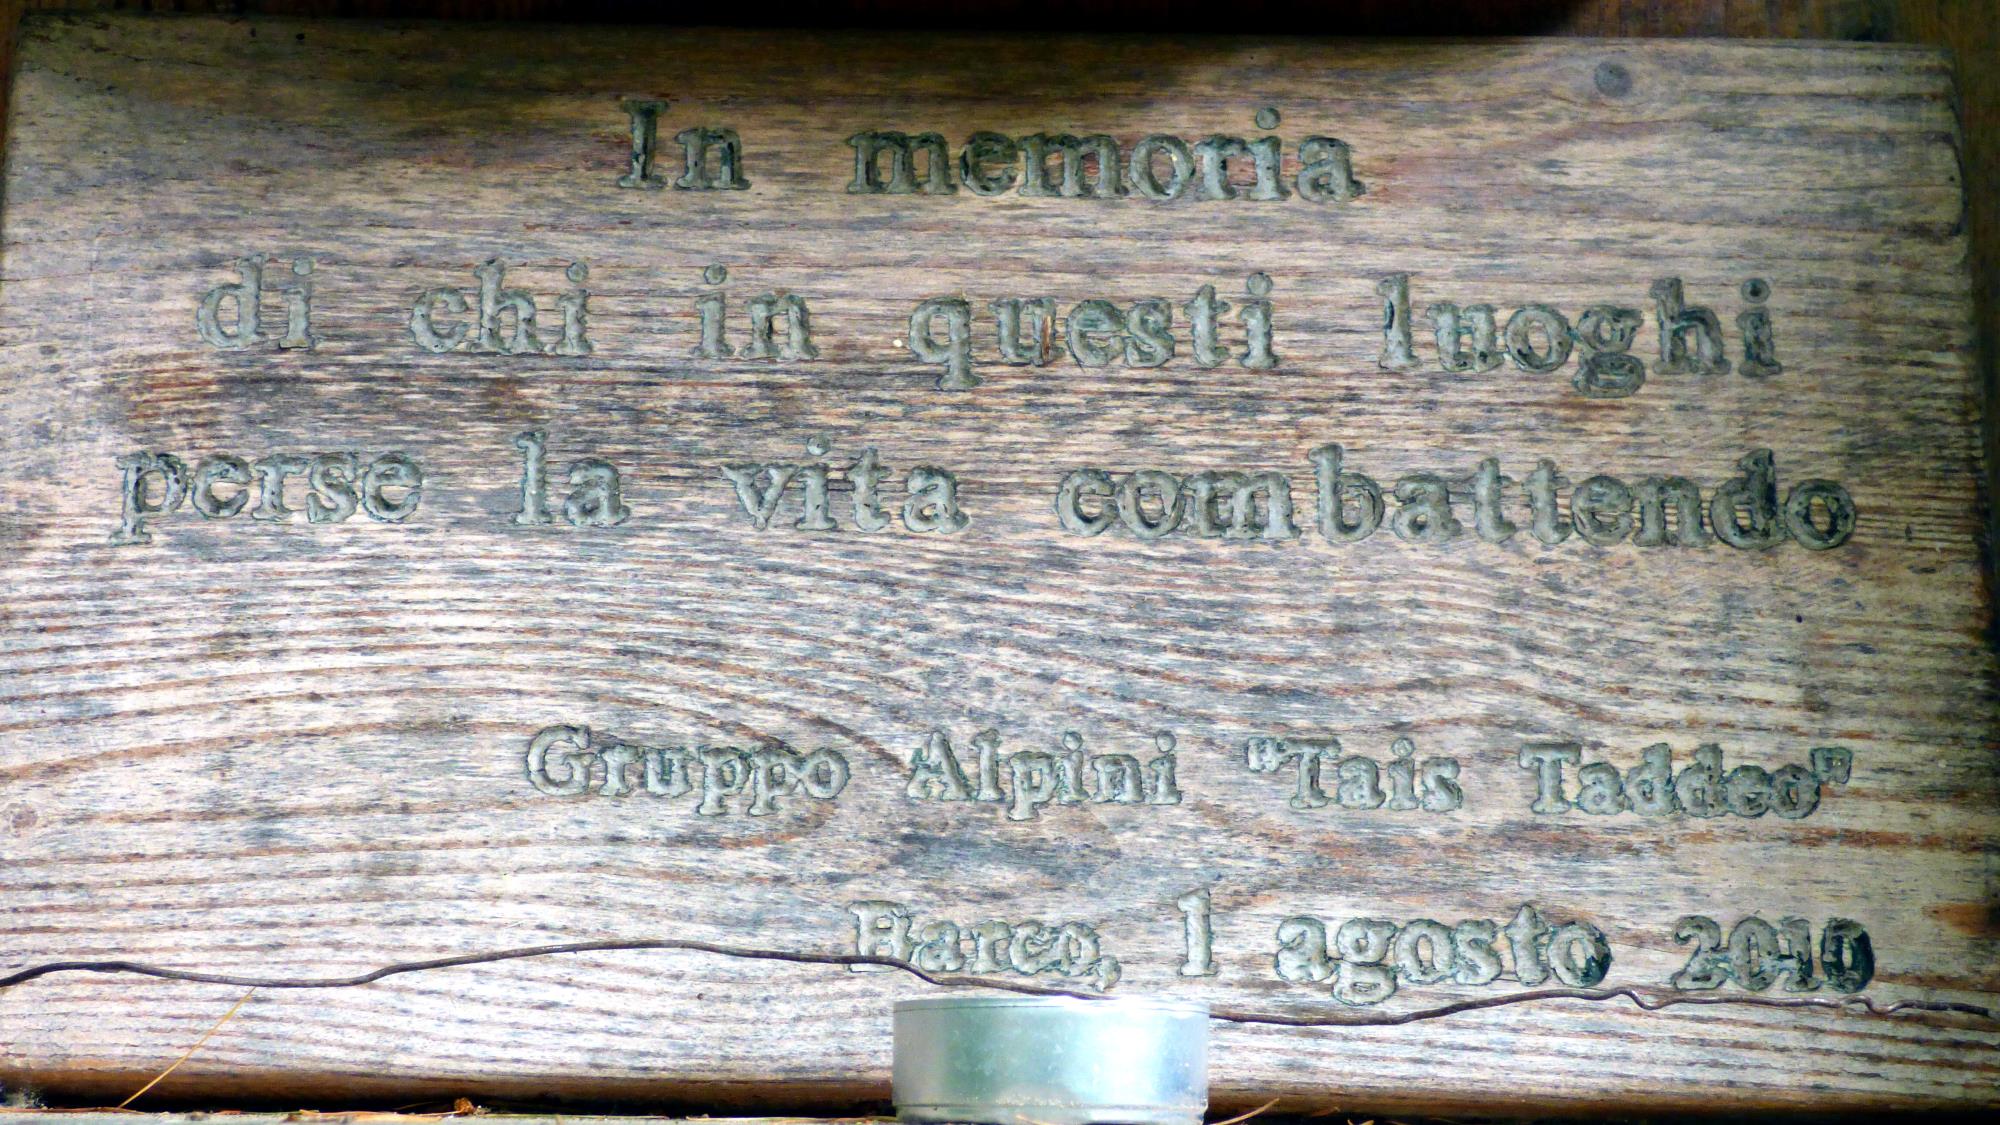 In memoria
di chi in questi luoghi
perse la vita combattendo
Gruppo Alpini "Tais Taddeo"
Barco, 1 agosto 2010